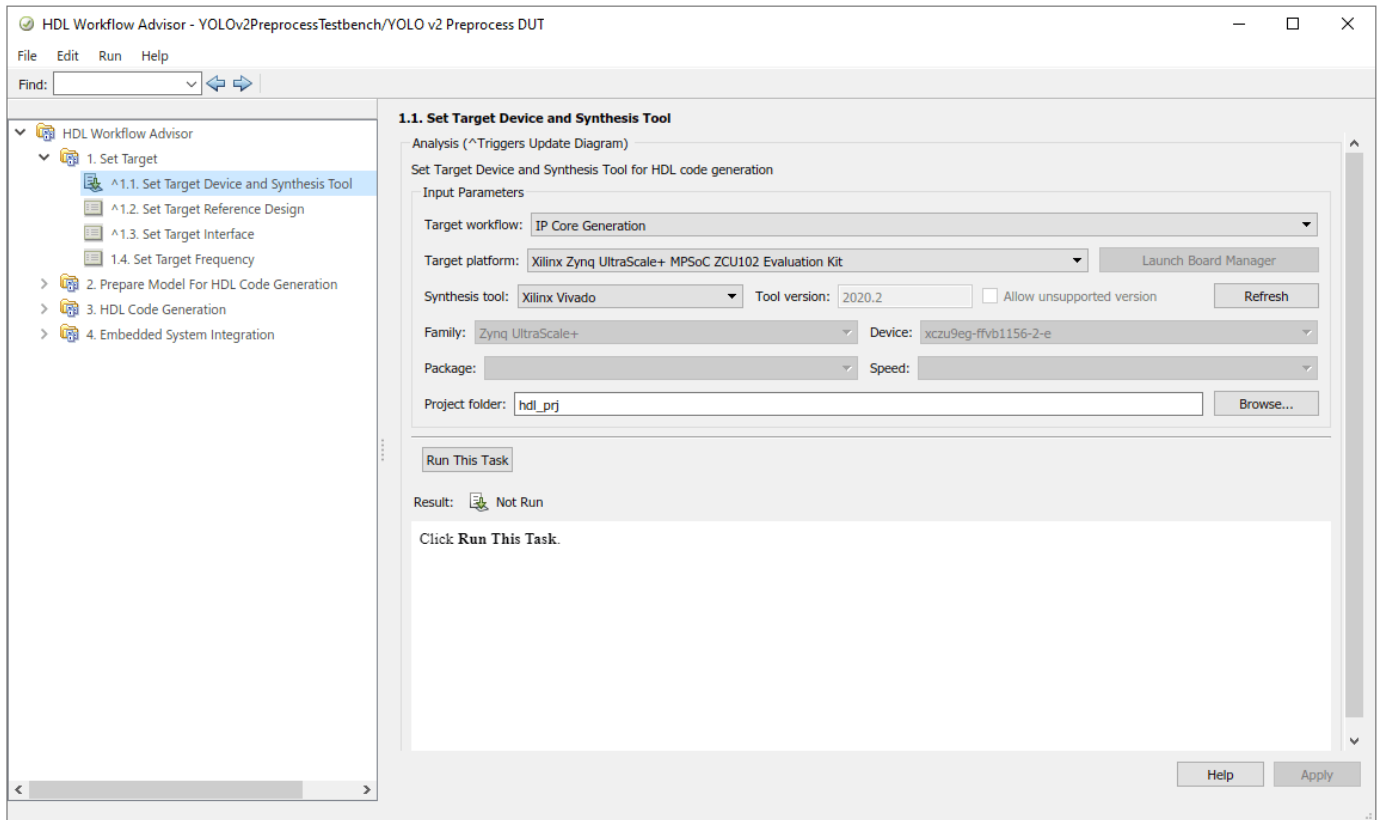 HDL Workflow Advisor - YOLOv2PreprocessTestbench/YOLO v2 Preprocess DUT
File Edit Run Help
Find:
HDL Workflow Advisor
1. Set Target
^1.1. Set Target Device and Synthesis Tool
^1.2. Set Target Reference Design
^1.3. Set Target Interface
1.4. Set Target Frequency
2. Prepare Model For HDL Code Generation
3. HDL Code Generation
4. Embedded System Integration
1.1. Set Target Device and Synthesis Tool
Analysis (^Triggers Update Diagram)
Set Target Device and Synthesis Tool for HDL code generation
Input Parameters
Target workflow: IP Core Generation
Target platform: Xilinx Zynq UltraScale+ MPSoC ZCU102 Evaluation Kit Launch Board Manager
Synthesis tool: Xilinx Vivado Tool version: 2020.2 Allow unsupported version Refresh
Family: Zynq UltraScale+ Device: xczu9eg-ffvb1156-2-e
Package: Speed:
Project folder: hdl_prj Browse...
Run This Task
Result: Not Run
Click Run This Task.
Help Apply